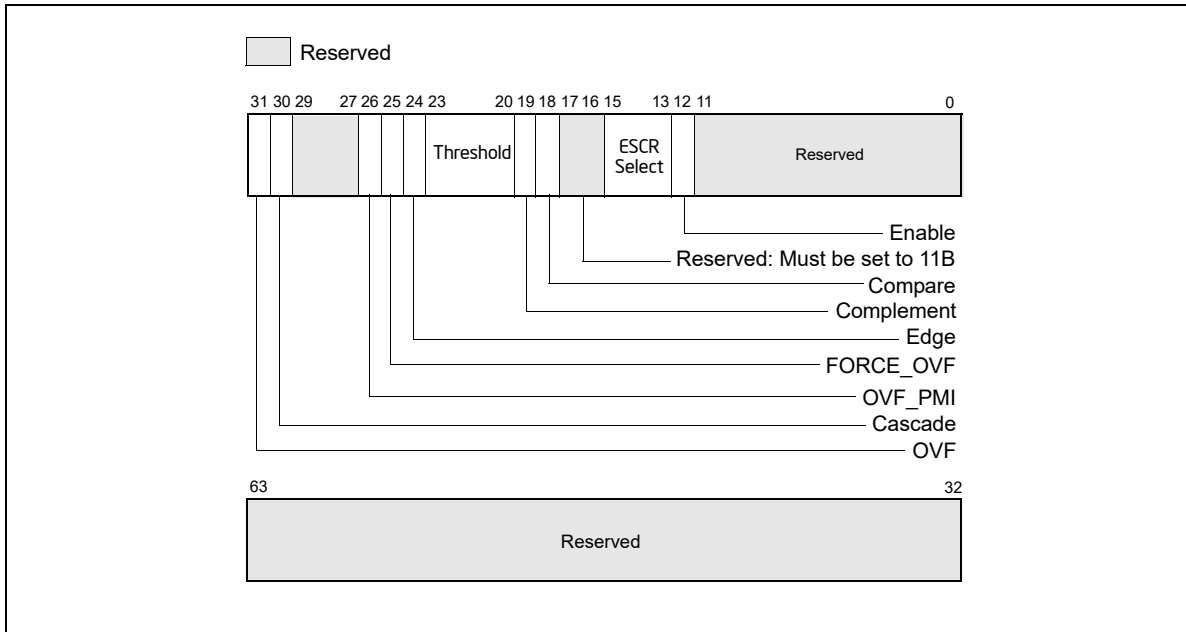 Reserved
31 30 29 27 26 25 24 23 20 19 18 17 16 15 13 12 11 0
Threshold
ESCR
Select
Reserved
Enable
Reserved: Must be set to 11B
Compare
Complement
Edge
FORCE_OVF
OVF_PMI
Cascade
OVF
63 32
Reserved